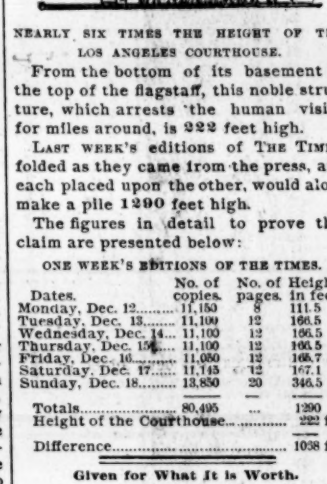 NEARLY SIX TIMES THE HEIGHT OF
LOS ANGELES COURTHOUSE.
From the bottom of its basement
the top of the flagstaff, this noble stru
ture, which arrests the human visi
for miles around, is 222 feet high.
LAST WEEK'S editions of THE TIM
folded as they came from the press, a
each placed upon the other, would alo
make a pile 1290 feet high.
The figures in detail to prove t
claim are presented below:
ONE WEEK'S EDITIONS OF THE TIMES.
No. of No. of Heig
Dates. copies. pages. in fe
Monday, Dec. 12........ 11,150 8 111.5
Tuesday, Dec. 13....... 11,100 12 166.5
Wednesday, Dec. 14... 11,100 12 166.5
Thursday, Dec. 15..... 11,100 12 166.5
Friday, Dec. 16......... 11,050 12 165.7
Saturday, Dec. 17...... 11,145 12 167.1
Sunday, Dec. 18........ 13,850 20 346.5
Totals.................... 80,495 ... 1290
Height of the Courthouse............... 222 f
Difference............................... 1068 f
Given for What It is Worth.